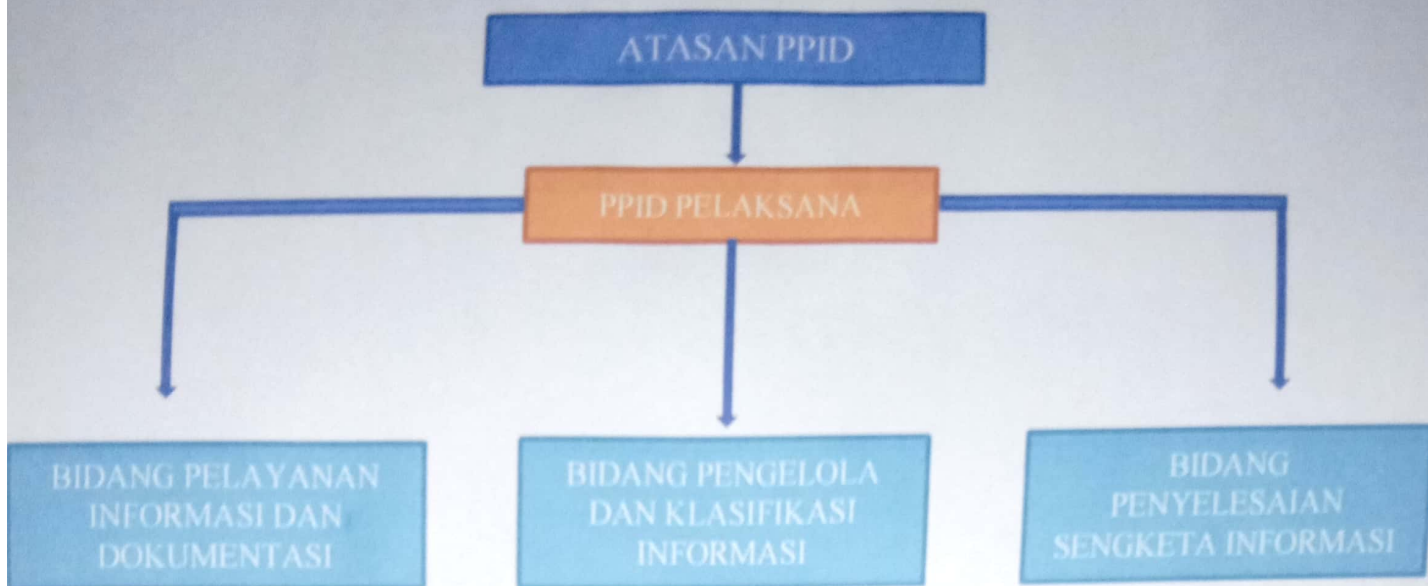 ATASAN PPID
PPID PELAKSANA
BIDANG PELAYANAN
INFORMASI DAN
DOKUMENTASI
BIDANG PENGELOLA
DAN KLASIFIKASI
INFORMASI
BIDANG
PENYELESAIAN
SENGKETA INFORMASI